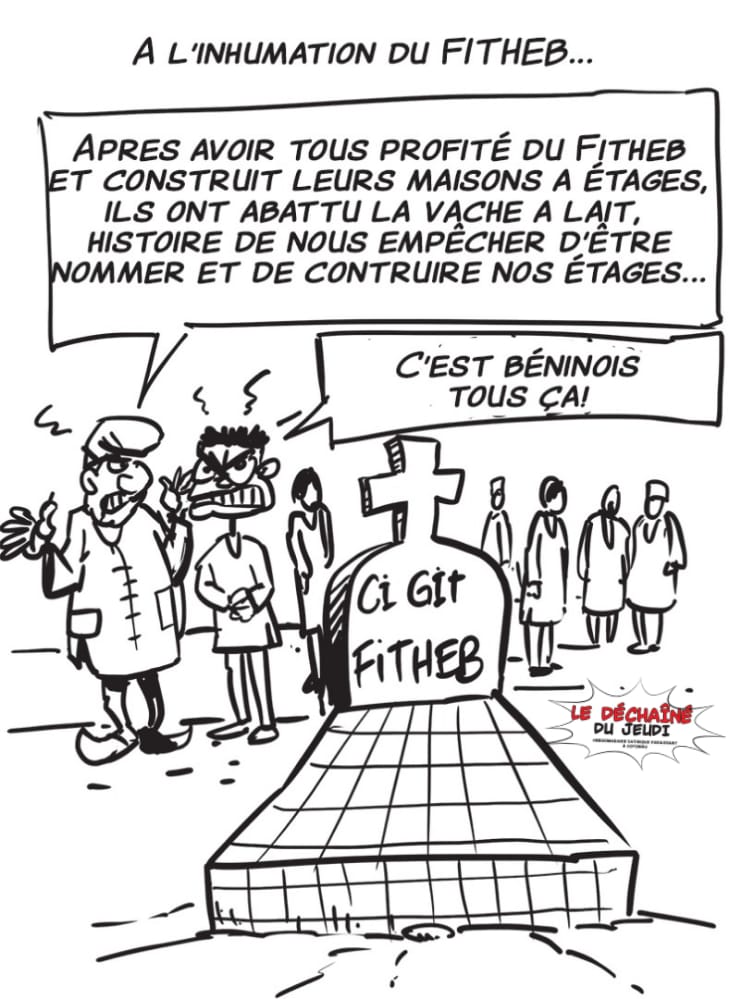 A L'INHUMATION DU FITHEB...
APRES AVOIR TOUS PROFITÉ DU FITHEB
ET CONSTRUIT LEURS MAISONS A ÉTAGES,
ILS ONT ABATTU LA VACHE A LAIT,
HISTOIRE DE NOUS EMPÊCHER D'ÊTRE
NOMMER ET DE CONTRUIRE NOS ÉTAGES...
C'EST BÉNINOIS
TOUS ÇA!
Ci Gît
FiTHEB
LE DÉCHAÎNÉ
DU JEUDI